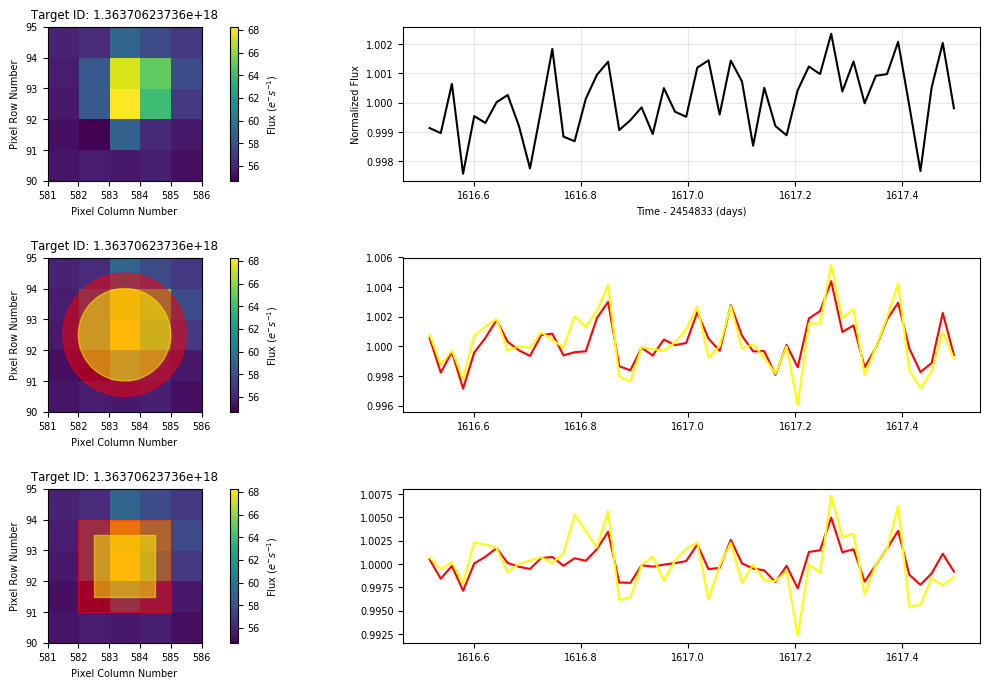 Target ID: 1.36370623736e+18
95
94
93
92
91
90
Pixel Row Number
581 582 583 584 585 586
Pixel Column Number
68
66
64
62
60
58
56
Flux (e⁻s⁻¹)
1.002
1.001
1.000
0.999
0.998
Normalized Flux
1616.6 1616.8 1617.0 1617.2 1617.4
Time - 2454833 (days)
Target ID: 1.36370623736e+18
95
94
93
92
91
90
Pixel Row Number
581 582 583 584 585 586
Pixel Column Number
68
66
64
62
60
58
56
Flux (e⁻s⁻¹)
1.006
1.004
1.002
1.000
0.998
0.996
1616.6 1616.8 1617.0 1617.2 1617.4
Target ID: 1.36370623736e+18
95
94
93
92
91
90
Pixel Row Number
581 582 583 584 585 586
Pixel Column Number
68
66
64
62
60
58
56
Flux (e⁻s⁻¹)
1.0075
1.0050
1.0025
1.0000
0.9975
0.9950
0.9925
1616.6 1616.8 1617.0 1617.2 1617.4